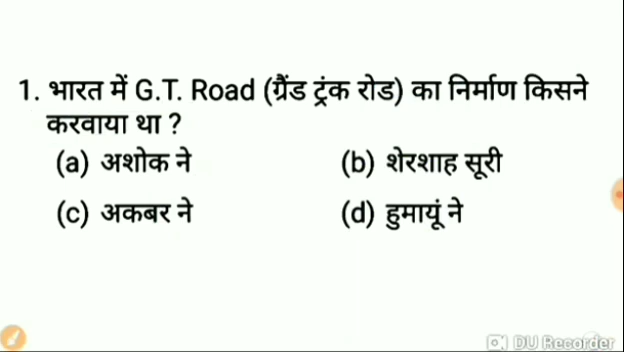 1. भारत में G.T. Road (ग्रैंड ट्रंक रोड) का निर्माण किसने
करवाया था ?
(a) अशोक ने (b) शेरशाह सूरी
(c) अकबर ने (d) हुमायूं ने
DU Recorder